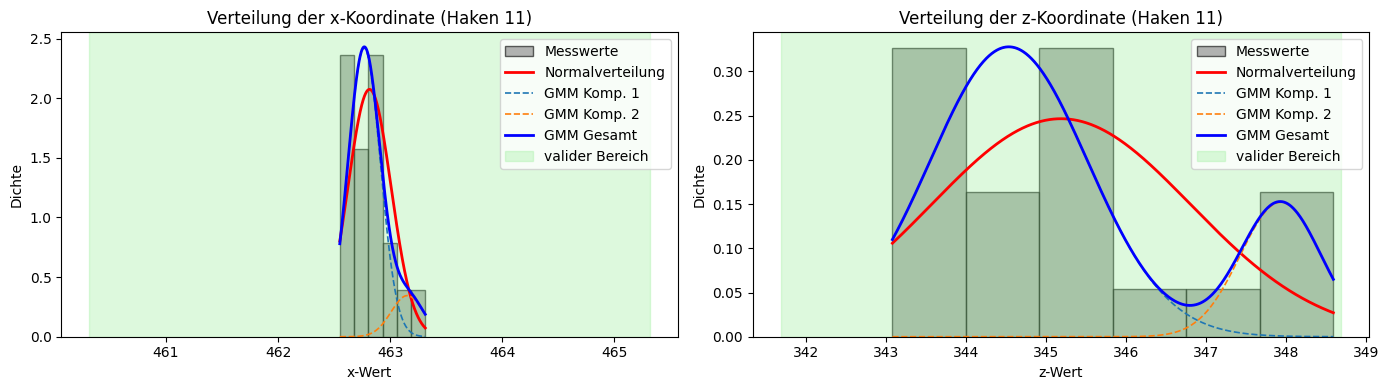 Verteilung der x-Koordinate (Haken 11)
2.5
2.0
1.5
1.0
0.5
0.0
Dichte
461
462
463
464
465
x-Wert
Messwerte
Normalverteilung
GMM Komp. 1
GMM Komp. 2
GMM Gesamt
valider Bereich
Verteilung der z-Koordinate (Haken 11)
0.30
0.25
0.20
0.15
0.10
0.05
0.00
Dichte
342
343
344
345
346
347
348
349
z-Wert
Messwerte
Normalverteilung
GMM Komp. 1
GMM Komp. 2
GMM Gesamt
valider Bereich